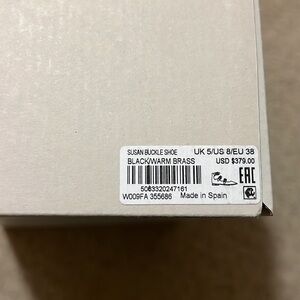 SUSAN BUCKLE SHOE UK 5/US 8/EU 38
BLACK/WARM BRASS USD $379.00
5063320247161
EAC
W009FA 355686 Made in Spain